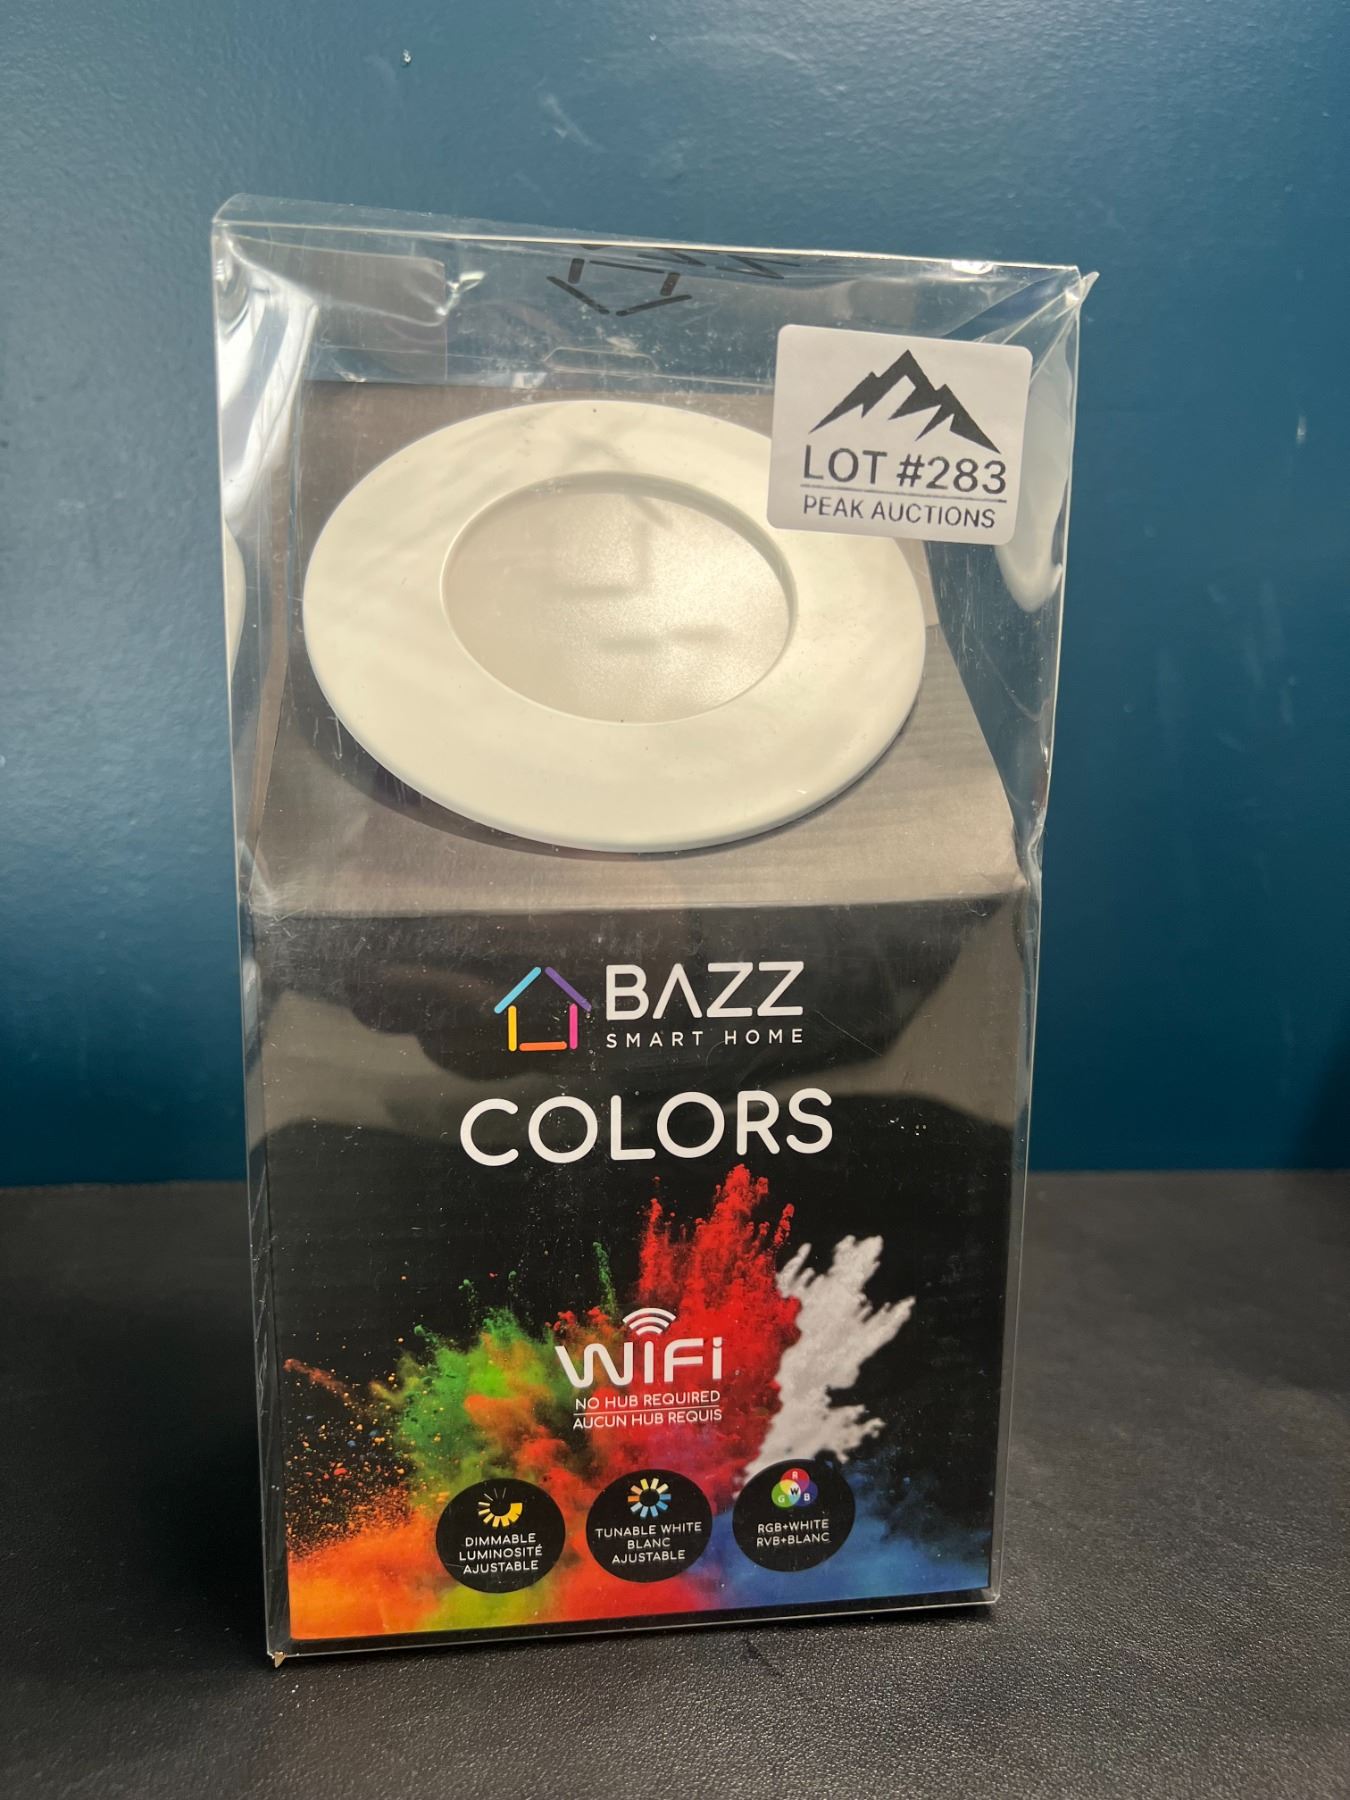 LOT #283
PEAK AUCTIONS
BAZZ
SMART HOME
COLORS
WiFi
NO HUB REQUIRED
AUCUN HUB REQUIS
DIMMABLE
LUMINOSITÉ
AJUSTABLE
TUNABLE WHITE
BLANC
AJUSTABLE
R
G W B
RGB+WHITE
RVB+BLANC